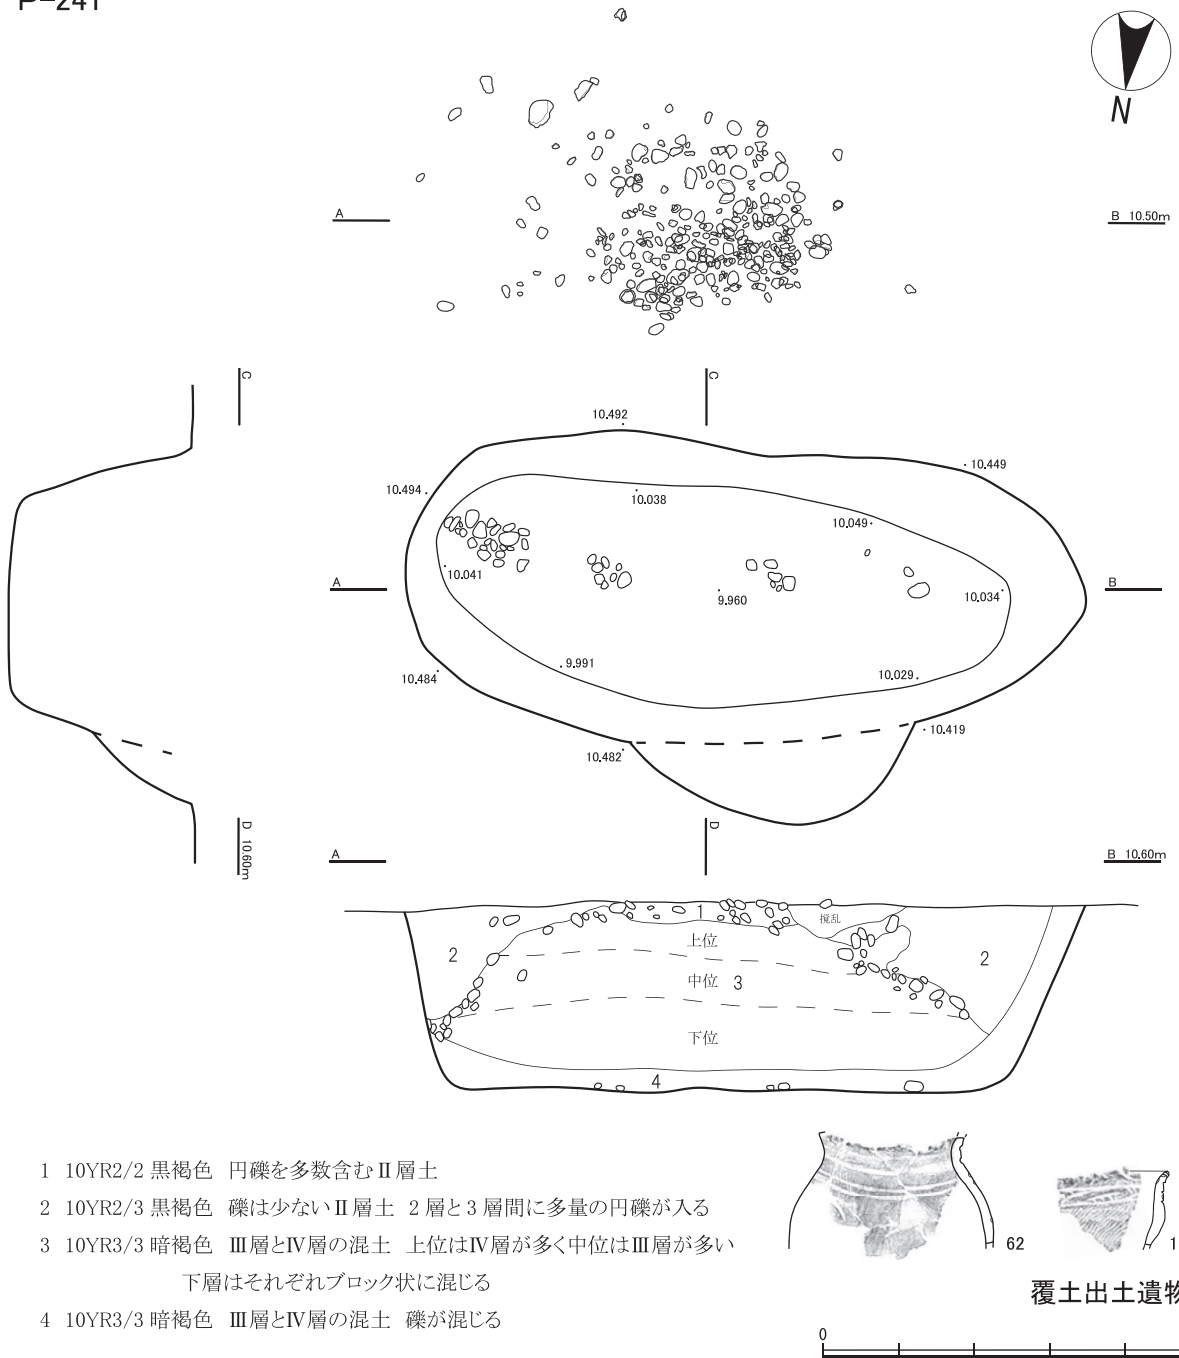 P-241
N
A
B 10.50m
C
C
10.492
10.449
10.494
10.038
10.049
10.041
A
B
9.960
10.034
9.991
10.029
10.484
10.419
10.482
D 10.60m
D
A
B 10.60m
1
撹乱
上位
2
2
中位 3
下位
4
1 10YR2/2 黒褐色 円礫を多数含むⅡ層土
2 10YR2/3 黒褐色 礫は少ないⅡ層土 2層と3層間に多量の円礫が入る
3 10YR3/3 暗褐色 Ⅲ層とⅣ層の混土 上位はⅣ層が多く中位はⅢ層が多い
下層はそれぞれブロック状に混じる
4 10YR3/3 暗褐色 Ⅲ層とⅣ層の混土 礫が混じる
62
1
覆土出土遺物
0